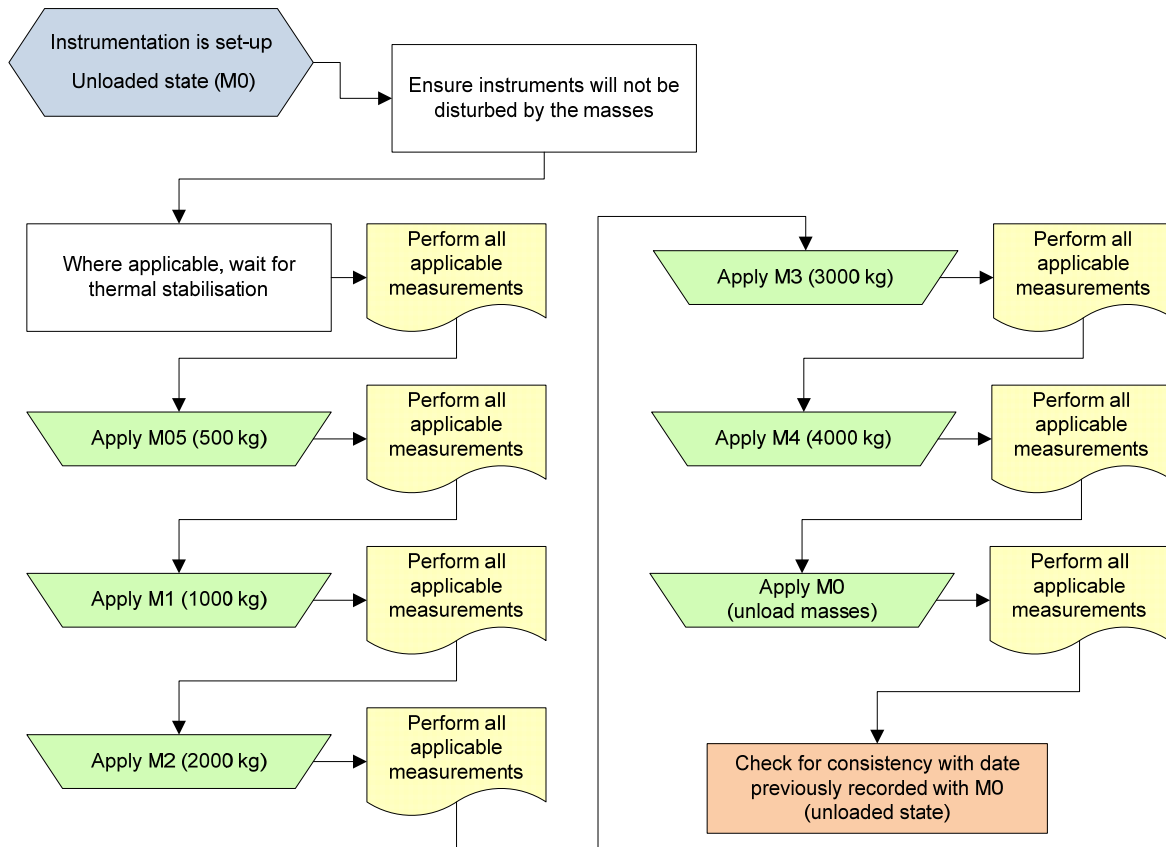 Instrumentation is set-up
Unloaded state (M0)
Ensure instruments will not be
disturbed by the masses
Where applicable, wait for
thermal stabilisation
Perform all
applicable
measurements
Apply M05 (500 kg)
Perform all
applicable
measurements
Apply M1 (1000 kg)
Perform all
applicable
measurements
Apply M2 (2000 kg)
Perform all
applicable
measurements
Apply M3 (3000 kg)
Perform all
applicable
measurements
Apply M4 (4000 kg)
Perform all
applicable
measurements
Apply M0
(unload masses)
Perform all
applicable
measurements
Check for consistency with date
previously recorded with M0
(unloaded state)